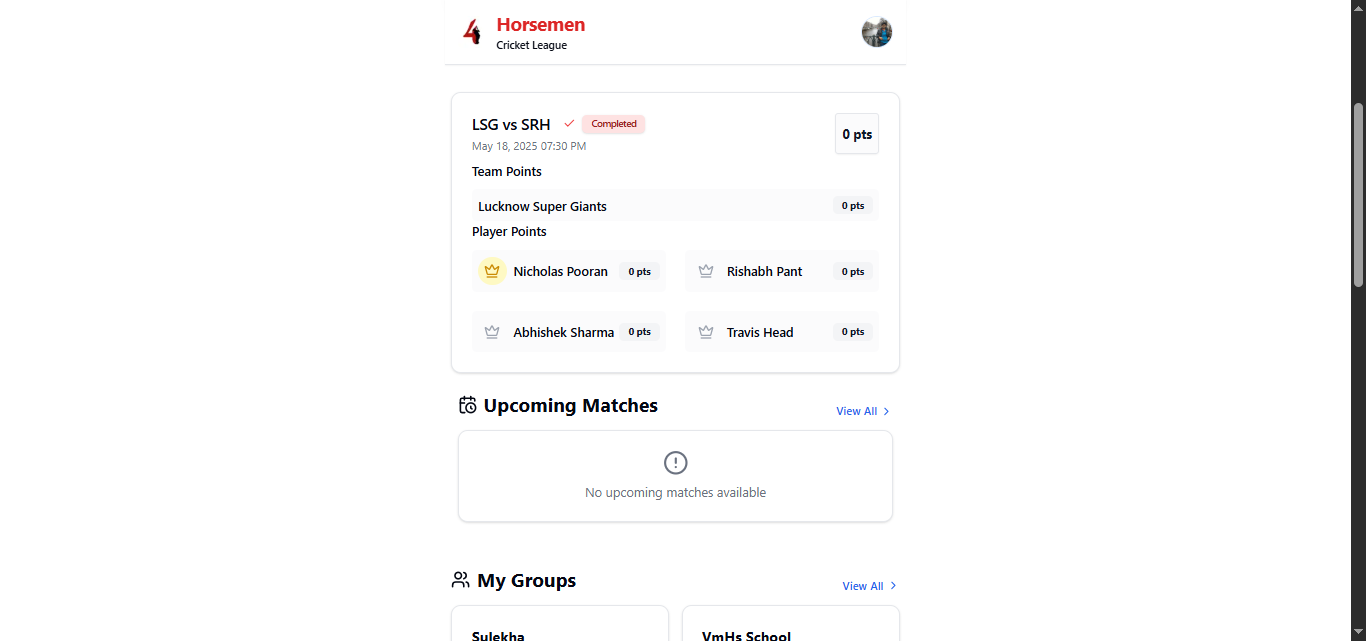 4 Horsemen
Cricket League
LSG vs SRH Completed
0 pts
May 18, 2025 07:30 PM
Team Points
Lucknow Super Giants 0 pts
Player Points
Nicholas Pooran 0 pts Rishabh Pant 0 pts
Abhishek Sharma 0 pts Travis Head 0 pts
Upcoming Matches View All
No upcoming matches available
My Groups View All
Sulekha VmHs School